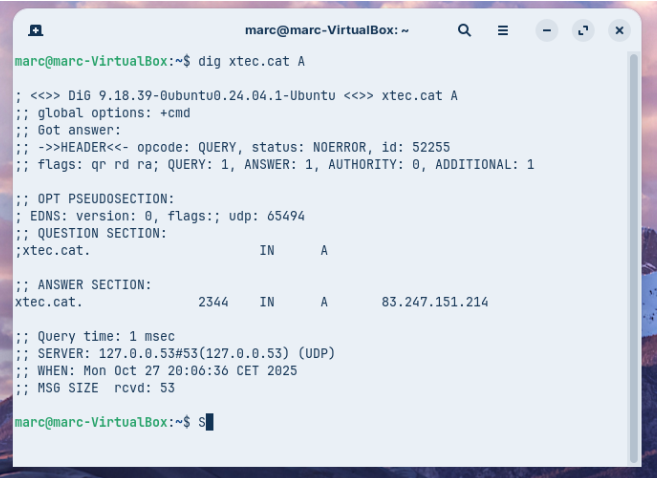 marc@marc-VirtualBox: ~
marc@marc-VirtualBox:~$ dig xtec.cat A
; <<>> DiG 9.18.39-0ubuntu0.24.04.1-Ubuntu <<>> xtec.cat A
;; global options: +cmd
;; Got answer:
;; ->>HEADER<<- opcode: QUERY, status: NOERROR, id: 52255
;; flags: qr rd ra; QUERY: 1, ANSWER: 1, AUTHORITY: 0, ADDITIONAL: 1
;; OPT PSEUDOSECTION:
; EDNS: version: 0, flags:; udp: 65494
;; QUESTION SECTION:
;xtec.cat. IN A
;; ANSWER SECTION:
xtec.cat. 2344 IN A 83.247.151.214
;; Query time: 1 msec
;; SERVER: 127.0.0.53#53(127.0.0.53) (UDP)
;; WHEN: Mon Oct 27 20:06:36 CET 2025
;; MSG SIZE rcvd: 53
marc@marc-VirtualBox:~$ S